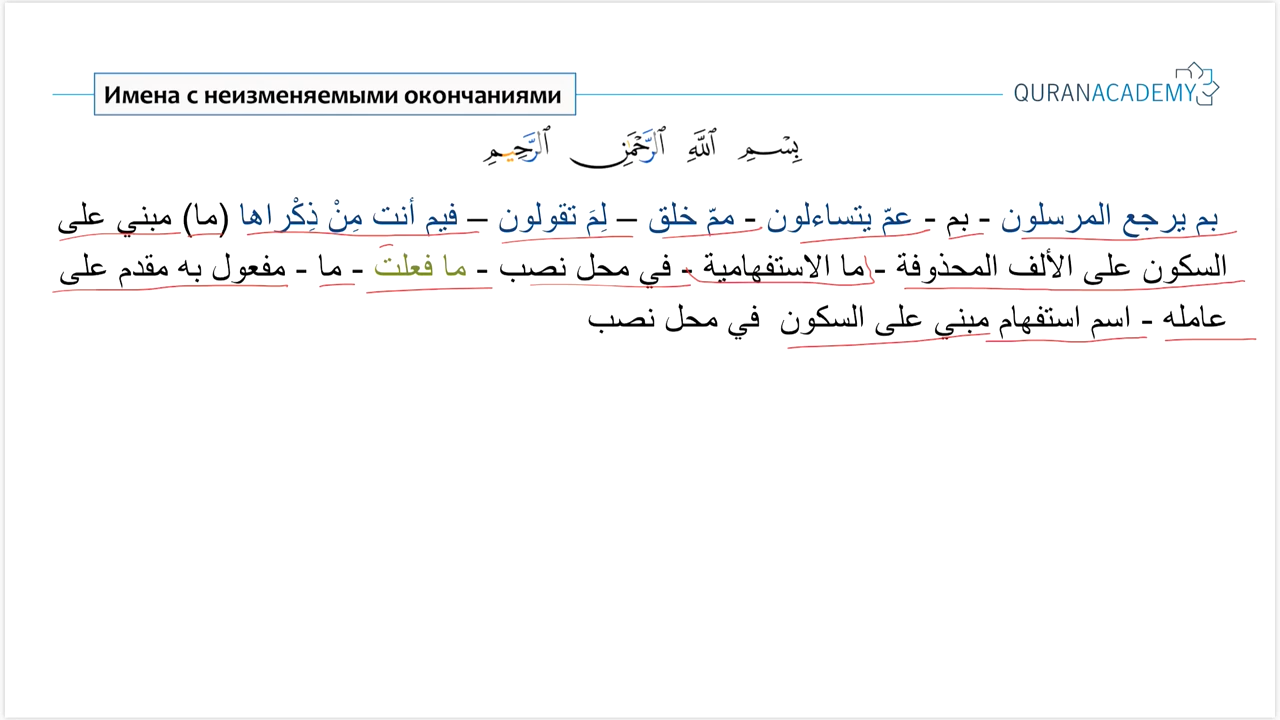 Имена с неизменяемыми окончаниями
QURANACADEMY
بِسْمِ ٱللَّهِ ٱلرَّحْمَٰنِ ٱلرَّحِيمِ
بم يرجع المرسلون - بم - عمّ يتساءلون - ممّ خلق – لِمَ تقولون – فيم أنت مِنْ ذِكْراها (ما) مبني على
السكون على الألف المحذوفة - ما الاستفهامية - في محل نصب - ما فعلت - ما - مفعول به مقدم على
عامله - اسم استفهام مبني على السكون في محل نصب